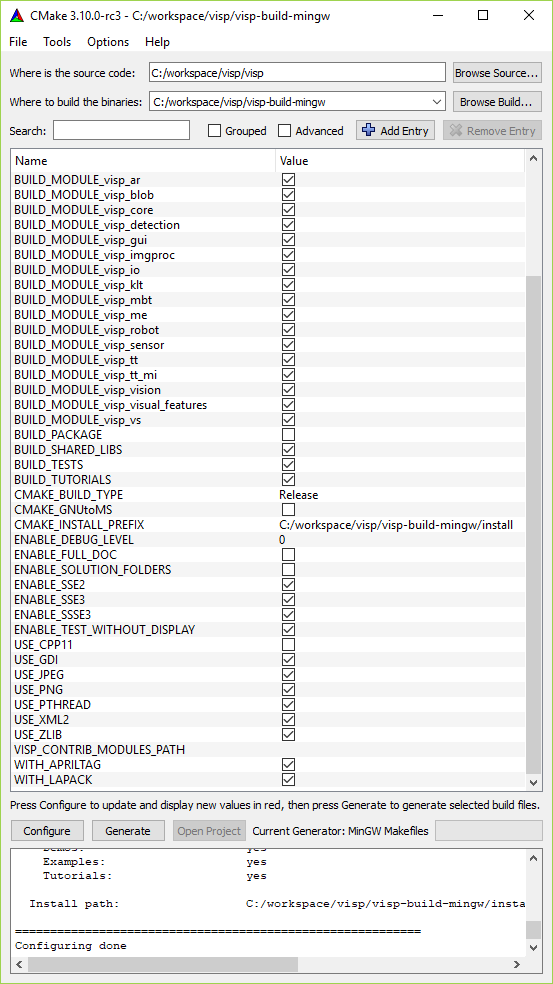 CMake 3.10.0-rc3 - C:/workspace/visp/visp-build-mingw
File Tools Options Help
Where is the source code: C:/workspace/visp/visp Browse Source...
Where to build the binaries: C:/workspace/visp/visp-build-mingw Browse Build...
Search: Grouped Advanced Add Entry Remove Entry
Name Value
BUILD_MODULE_visp_ar
BUILD_MODULE_visp_blob
BUILD_MODULE_visp_core
BUILD_MODULE_visp_detection
BUILD_MODULE_visp_gui
BUILD_MODULE_visp_imgproc
BUILD_MODULE_visp_io
BUILD_MODULE_visp_klt
BUILD_MODULE_visp_mbt
BUILD_MODULE_visp_me
BUILD_MODULE_visp_robot
BUILD_MODULE_visp_sensor
BUILD_MODULE_visp_tt
BUILD_MODULE_visp_tt_mi
BUILD_MODULE_visp_vision
BUILD_MODULE_visp_visual_features
BUILD_MODULE_visp_vs
BUILD_PACKAGE
BUILD_SHARED_LIBS
BUILD_TESTS
BUILD_TUTORIALS
CMAKE_BUILD_TYPE Release
CMAKE_GNUtoMS
CMAKE_INSTALL_PREFIX C:/workspace/visp/visp-build-mingw/install
ENABLE_DEBUG_LEVEL 0
ENABLE_FULL_DOC
ENABLE_SOLUTION_FOLDERS
ENABLE_SSE2
ENABLE_SSE3
ENABLE_SSSE3
ENABLE_TEST_WITHOUT_DISPLAY
USE_CPP11
USE_GDI
USE_JPEG
USE_PNG
USE_PTHREAD
USE_XML2
USE_ZLIB
VISP_CONTRIB_MODULES_PATH
WITH_APRILTAG
WITH_LAPACK
Press Configure to update and display new values in red, then press Generate to generate selected build files.
Configure Generate Open Project Current Generator: MinGW Makefiles
Demos: yes
Examples: yes
Tutorials: yes
Install path: C:/workspace/visp/visp-build-mingw/insta
========================================================
Configuring done